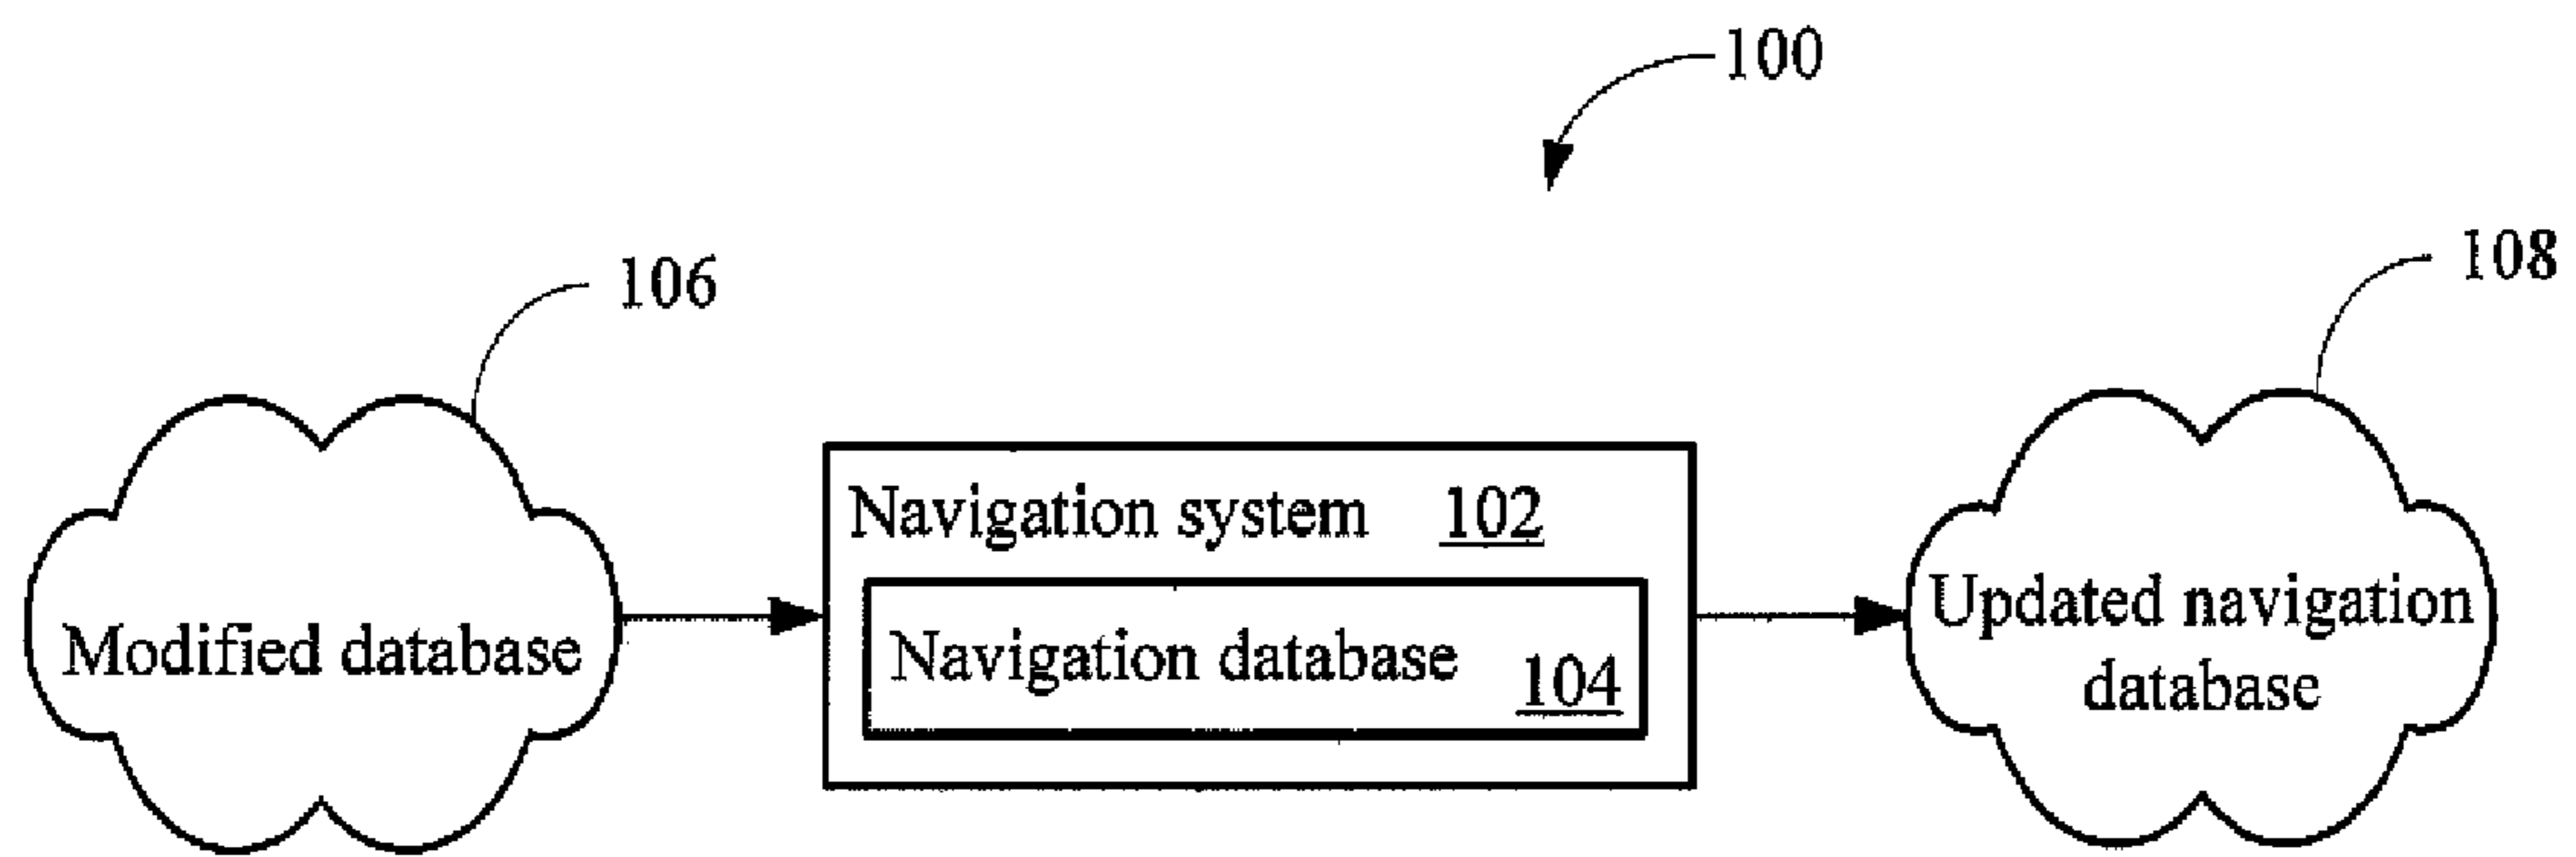 100
106
108
Navigation system 102
Modified database
Navigation database 104
Updated navigation
database